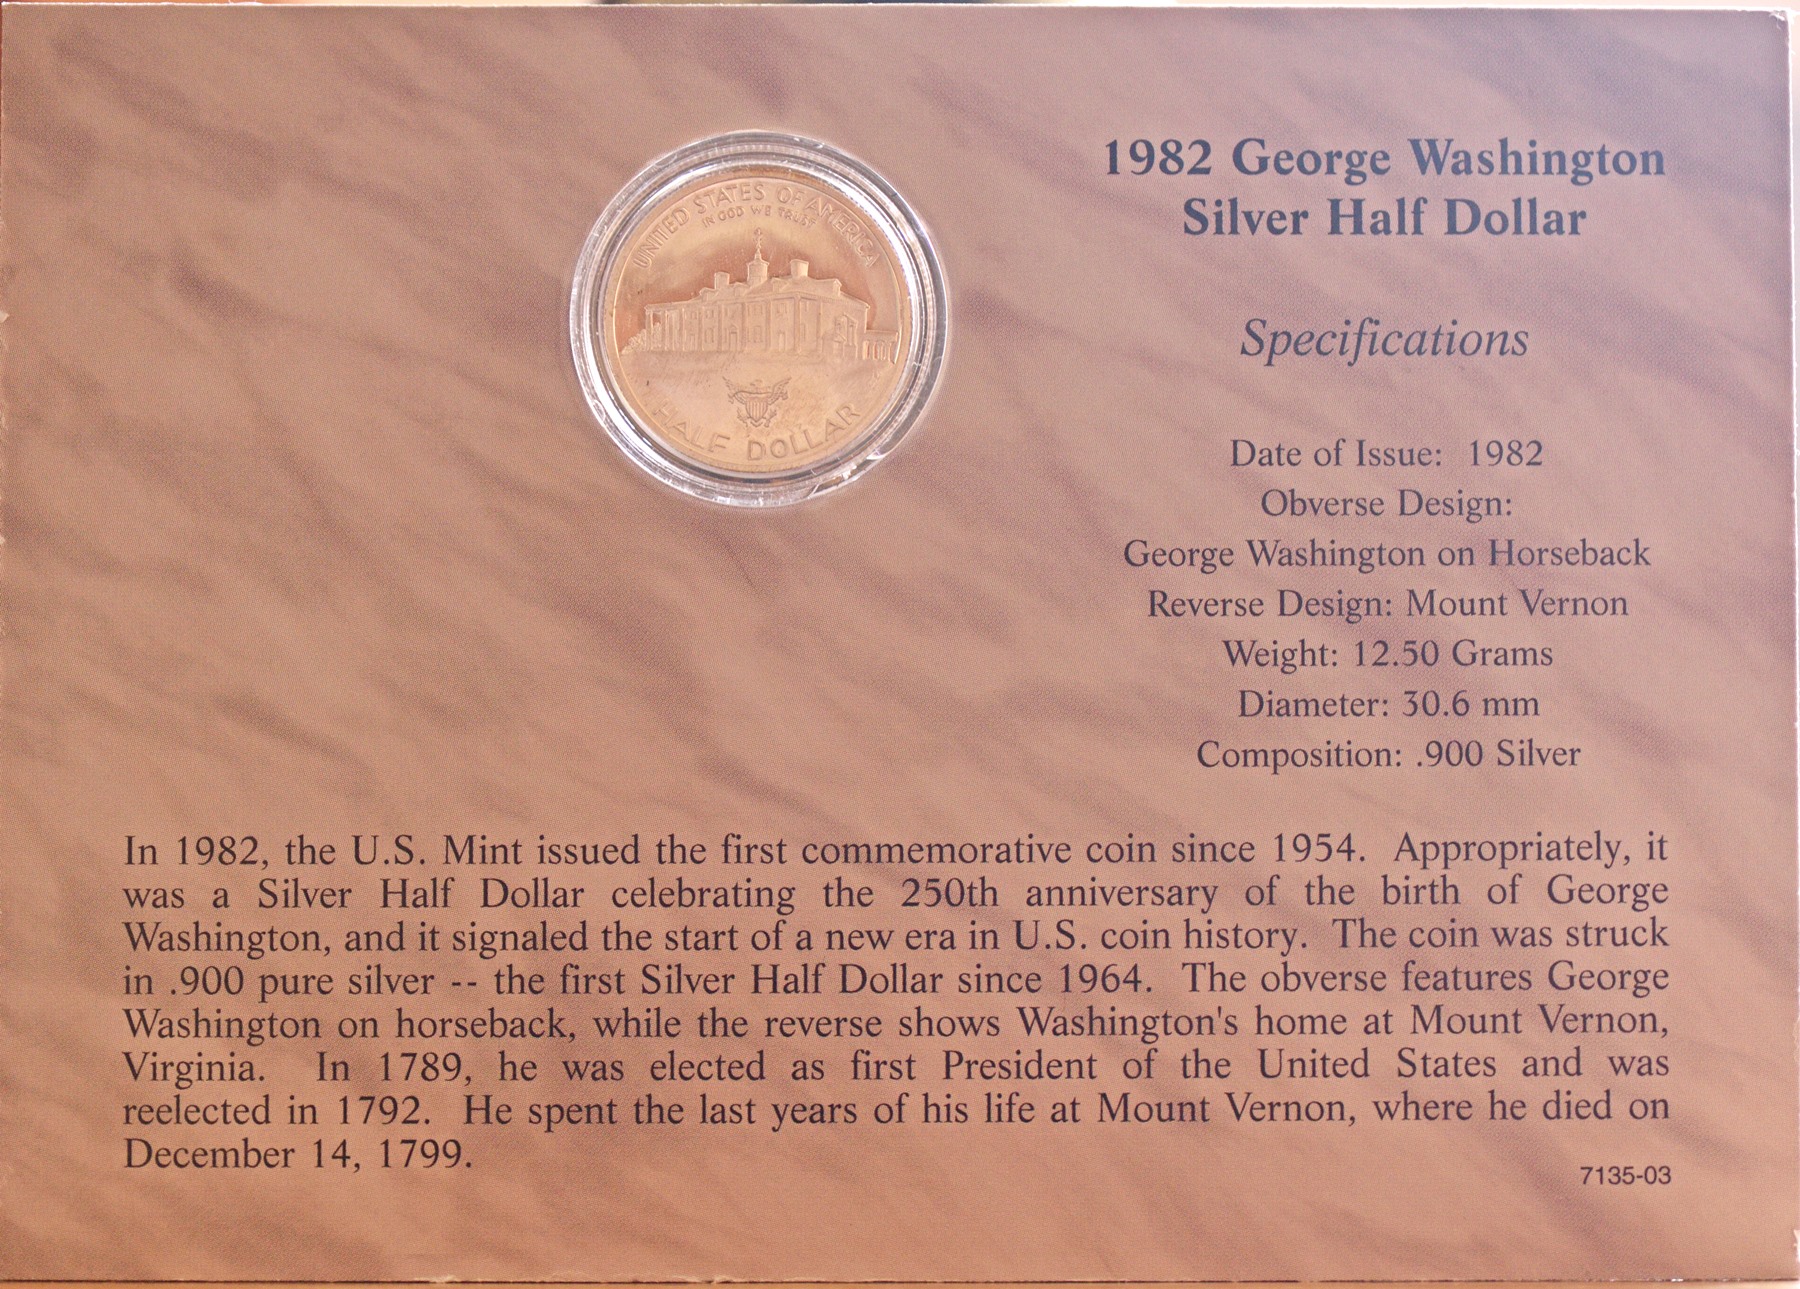 UNITED STATES OF AMERICA
IN GOD WE TRUST
HALF DOLLAR
1982 George Washington
Silver Half Dollar
Specifications
Date of Issue: 1982
Obverse Design:
George Washington on Horseback
Reverse Design: Mount Vernon
Weight: 12.50 Grams
Diameter: 30.6 mm
Composition: .900 Silver
In 1982, the U.S. Mint issued the first commemorative coin since 1954. Appropriately, it
was a Silver Half Dollar celebrating the 250th anniversary of the birth of George
Washington, and it signaled the start of a new era in U.S. coin history. The coin was struck
in .900 pure silver -- the first Silver Half Dollar since 1964. The obverse features George
Washington on horseback, while the reverse shows Washington's home at Mount Vernon,
Virginia. In 1789, he was elected as first President of the United States and was
reelected in 1792. He spent the last years of his life at Mount Vernon, where he died on
December 14, 1799.
7135-03